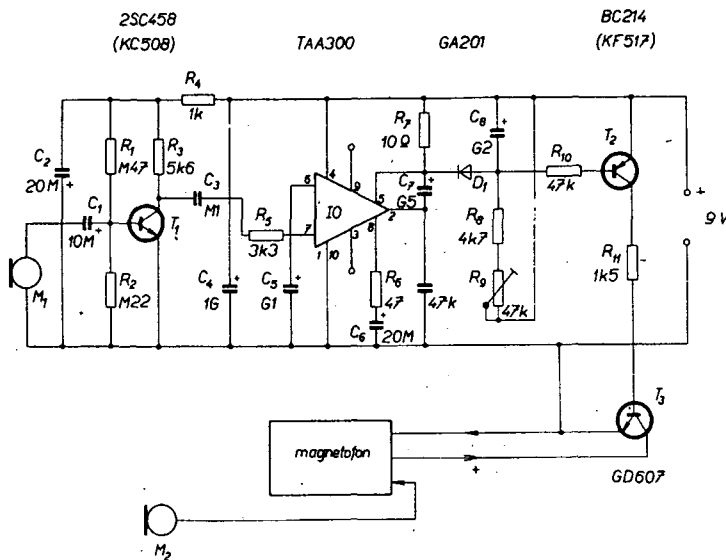 2SC458
(KC508)
TAA300
GA201
BC214
(KF517)
R4
1k
C2
20M
+
R1
M47
R3
5k6
C1
10M
+
T1
C3
M1
R5
3k3
M1
R2
M22
C4
1G
+
C5
G1
+
IO
6
7
4
9
5
2
8
3
1
10
R6
47
C6
20M
+
R7
10Ω
C7
G5
+
47k
C8
G2
+
D1
R8
4k7
R9
47k
R10
47k
T2
R11
1k5
+
9V
T3
GD607
magnetofon
+
M2